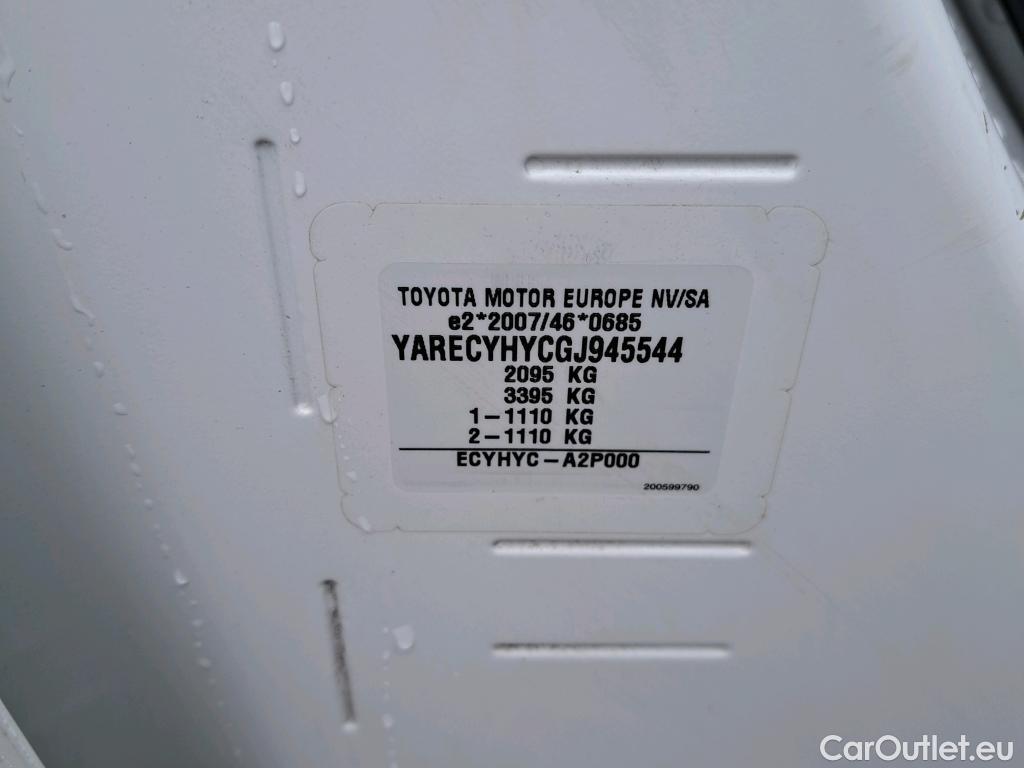 TOYOTA MOTOR EUROPE NV/SA
e2*2007/46*0685
YARECYHYCGJ945544
2095 KG
3395 KG
1-1110 KG
2-1110 KG
ECYHYC-A2P000
200599790
CarOutlet.eu